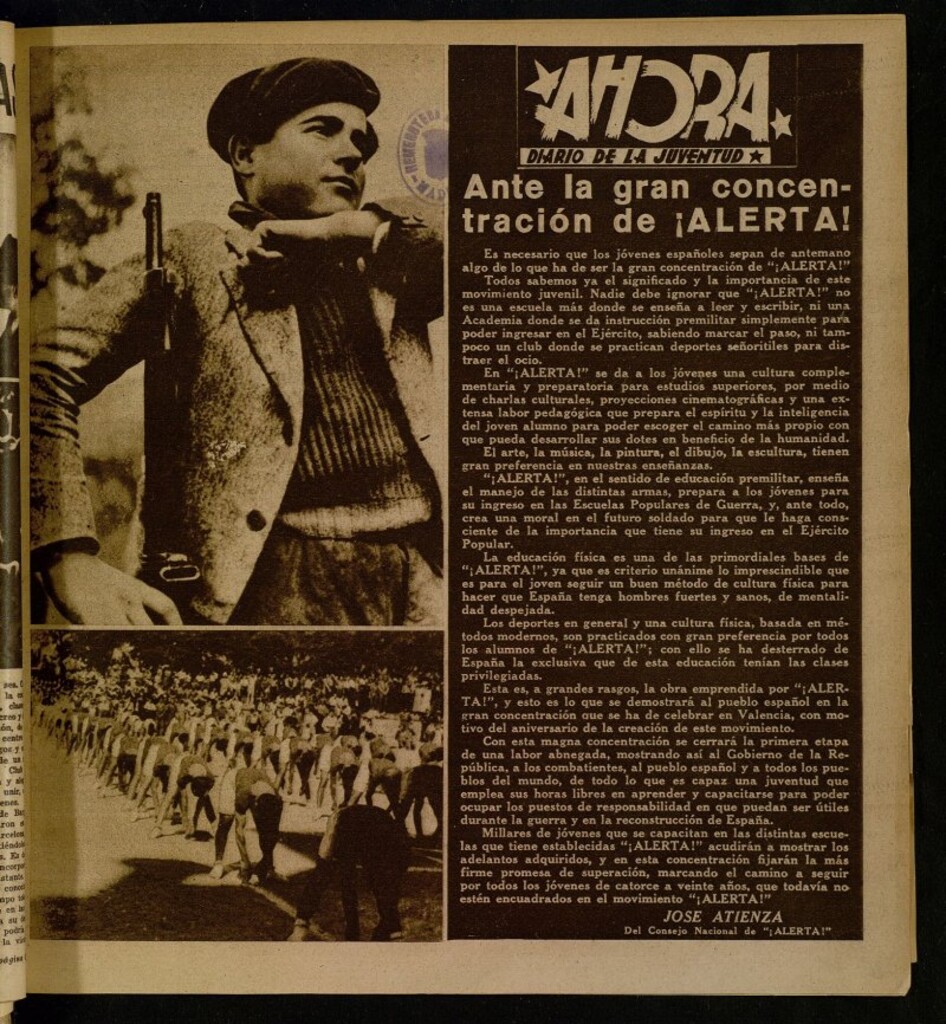 AHORA
DIARIO DE LA JUVENTUD
Ante la gran concen-
tración de ¡ALERTA!
Es necesario que los jóvenes españoles sepan de antemano
algo de lo que ha de ser la gran concentración de "¡ALERTA!"
Todos sabemos ya el significado y la importancia de este
movimiento juvenil. Nadie debe ignorar que "¡ALERTA!" no
es una escuela más donde se enseña a leer y escribir, ni una
Academia donde se da instrucción premilitar simplemente para
poder ingresar en el Ejército, sabiendo marcar el paso, ni tam-
poco un club donde se practican deportes señoritiles para dis-
traer el ocio.
En "¡ALERTA!" se da a los jóvenes una cultura comple-
mentaria y preparatoria para estudios superiores, por medio
de charlas culturales, proyecciones cinematográficas y una ex-
tensa labor pedagógica que prepara el espíritu y la inteligencia
del joven alumno para poder escoger el camino más propio con
que pueda desarrollar sus dotes en beneficio de la humanidad.
El arte, la música, la pintura, el dibujo, la escultura, tienen
gran preferencia en nuestras enseñanzas.
"¡ALERTA!", en el sentido de educación premilitar, enseña
el manejo de las distintas armas, prepara a los jóvenes para
su ingreso en las Escuelas Populares de Guerra, y, ante todo,
crea una moral en el futuro soldado para que le haga cons-
ciente de la importancia que tiene su ingreso en el Ejército
Popular.
La educación física es una de las primordiales bases de
"¡ALERTA!", ya que es criterio unánime lo imprescindible que
es para el joven seguir un buen método de cultura física para
hacer que España tenga hombres fuertes y sanos, de mentali-
dad despejada.
Los deportes en general y una cultura física, basada en mé-
todos modernos, son practicados con gran preferencia por todos
los alumnos de "¡ALERTA!"; con ello se ha desterrado de
España la exclusiva que de esta educación tenían las clases
privilegiadas.
Esta es, a grandes rasgos, la obra emprendida por "¡ALER-
TA!", y esto es lo que se demostrará al pueblo español en la
gran concentración que se ha de celebrar en Valencia, con mo-
tivo del aniversario de la creación de este movimiento.
Con esta magna concentración se cerrará la primera etapa
de una labor abnegada, mostrando así al Gobierno de la Re-
pública, a los combatientes, al pueblo español y a todos los pue-
blos del mundo, de todo lo que es capaz una juventud que
emplea sus horas libres en aprender y capacitarse para poder
ocupar los puestos de responsabilidad en que puedan ser útiles
durante la guerra y en la reconstrucción de España.
Millares de jóvenes que se capacitan en las distintas escue-
las que tiene establecidas "¡ALERTA!" acudirán a mostrar los
adelantos adquiridos, y en esta concentración fijarán la más
firme promesa de superación, marcando el camino a seguir
por todos los jóvenes de catorce a veinte años, que todavía no
estén encuadrados en el movimiento "¡ALERTA!"
JOSE ATIENZA
Del Consejo Nacional de "¡ALERTA!"